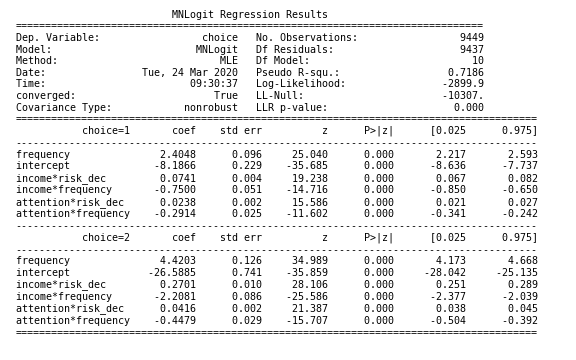 MNLogit Regression Results
==============================================================================
Dep. Variable: choice No. Observations: 9449
Model: MNLogit Df Residuals: 9437
Method: MLE Df Model: 10
Date: Tue, 24 Mar 2020 Pseudo R-squ.: 0.7186
Time: 09:30:37 Log-Likelihood: -2899.9
converged: True LL-Null: -10307.
Covariance Type: nonrobust LLR p-value: 0.000
=======================================================================================
choice=1 coef std err z P>|z| [0.025 0.975]
---------------------------------------------------------------------------------------
frequency 2.4048 0.096 25.040 0.000 2.217 2.593
intercept -8.1866 0.229 -35.685 0.000 -8.636 -7.737
income*risk_dec 0.0741 0.004 19.238 0.000 0.067 0.082
income*frequency -0.7500 0.051 -14.716 0.000 -0.850 -0.650
attention*risk_dec 0.0238 0.002 15.586 0.000 0.021 0.027
attention*frequency -0.2914 0.025 -11.602 0.000 -0.341 -0.242
---------------------------------------------------------------------------------------
choice=2 coef std err z P>|z| [0.025 0.975]
---------------------------------------------------------------------------------------
frequency 4.4203 0.126 34.989 0.000 4.173 4.668
intercept -26.5885 0.741 -35.859 0.000 -28.042 -25.135
income*risk_dec 0.2701 0.010 28.106 0.000 0.251 0.289
income*frequency -2.2081 0.086 -25.586 0.000 -2.377 -2.039
attention*risk_dec 0.0416 0.002 21.387 0.000 0.038 0.045
attention*frequency -0.4479 0.029 -15.707 0.000 -0.504 -0.392
=======================================================================================